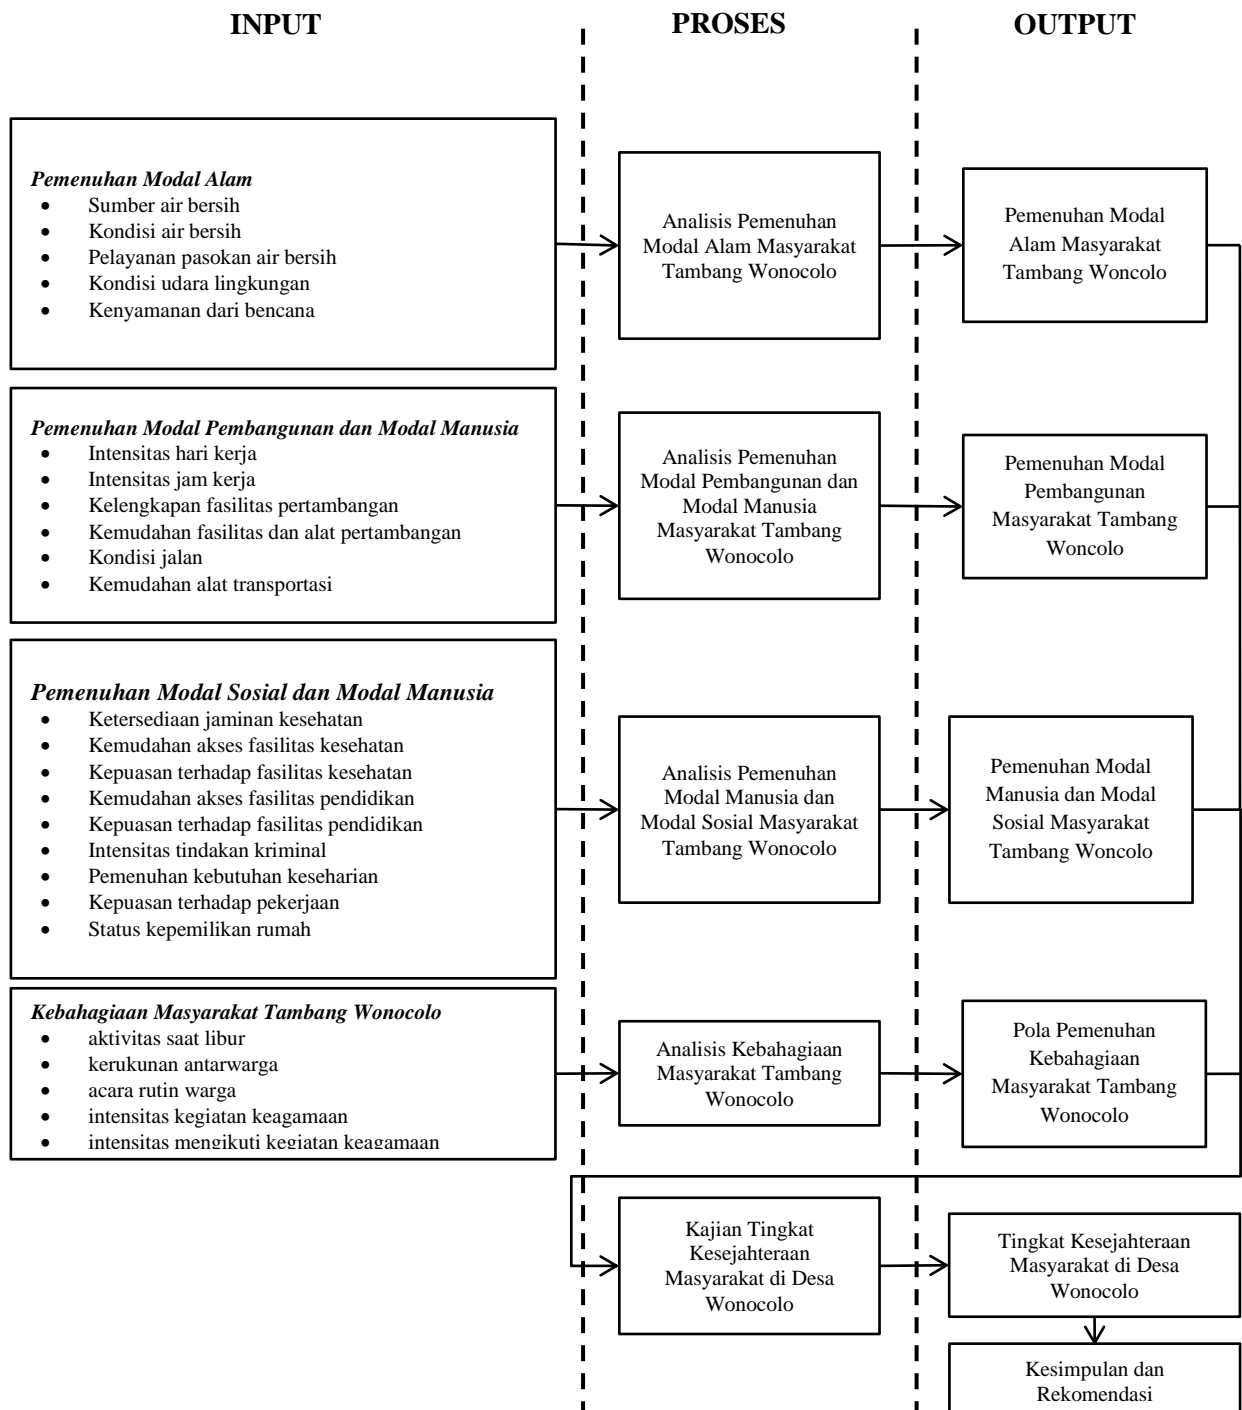 INPUT
PROSES
OUTPUT
Pemenuhan Modal Alam
• Sumber air bersih
• Kondisi air bersih
• Pelayanan pasokan air bersih
• Kondisi udara lingkungan
• Kenyamanan dari bencana
Analisis Pemenuhan
Modal Alam Masyarakat
Tambang Wonocolo
Pemenuhan Modal
Alam Masyarakat
Tambang Woncolo
Pemenuhan Modal Pembangunan dan Modal Manusia
• Intensitas hari kerja
• Intensitas jam kerja
• Kelengkapan fasilitas pertambangan
• Kemudahan fasilitas dan alat pertambangan
• Kondisi jalan
• Kemudahan alat transportasi
Analisis Pemenuhan
Modal Pembangunan dan
Modal Manusia
Masyarakat Tambang
Wonocolo
Pemenuhan Modal
Pembangunan
Masyarakat Tambang
Woncolo
Pemenuhan Modal Sosial dan Modal Manusia
• Ketersediaan jaminan kesehatan
• Kemudahan akses fasilitas kesehatan
• Kepuasan terhadap fasilitas kesehatan
• Kemudahan akses fasilitas pendidikan
• Kepuasan terhadap fasilitas pendidikan
• Intensitas tindakan kriminal
• Pemenuhan kebutuhan keseharian
• Kepuasan terhadap pekerjaan
• Status kepemilikan rumah
Analisis Pemenuhan
Modal Manusia dan
Modal Sosial Masyarakat
Tambang Wonocolo
Pemenuhan Modal
Manusia dan Modal
Sosial Masyarakat
Tambang Woncolo
Kebahagiaan Masyarakat Tambang Wonocolo
• aktivitas saat libur
• kerukunan antarwarga
• acara rutin warga
• intensitas kegiatan keagamaan
• intensitas mengikuti kegiatan keagamaan
Analisis Kebahagiaan
Masyarakat Tambang
Wonocolo
Pola Pemenuhan
Kebahagiaan
Masyarakat Tambang
Wonocolo
Kajian Tingkat
Kesejahteraan
Masyarakat di Desa
Wonocolo
Tingkat Kesejahteraan
Masyarakat di Desa
Wonocolo
Kesimpulan dan
Rekomendasi